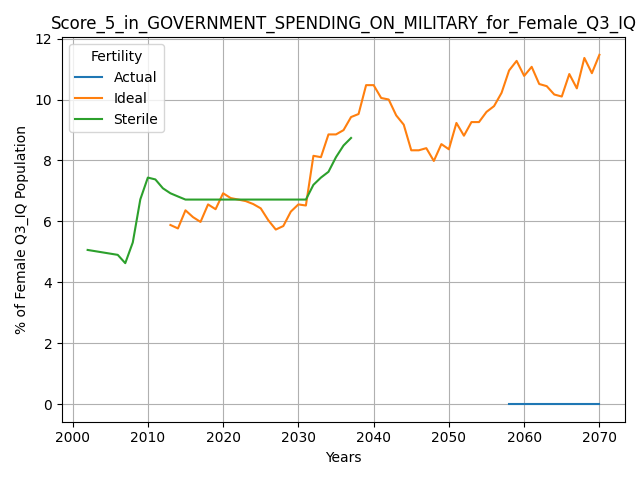 Score_5_in_GOVERNMENT_SPENDING_ON_MILITARY_for_Female_Q3_IQ
Fertility
Actual
Ideal
Sterile
% of Female Q3_IQ Population
12
10
8
6
4
2
0
2000 2010 2020 2030 2040 2050 2060 2070
Years